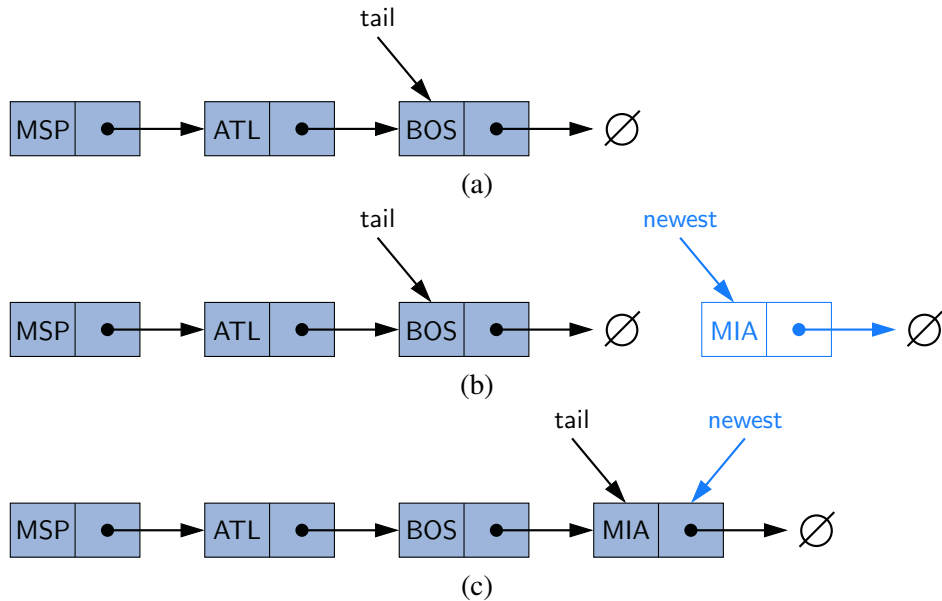 tail
MSP ATL BOS ∅
(a)
tail newest
MSP ATL BOS ∅ MIA ∅
(b)
tail newest
MSP ATL BOS MIA ∅
(c)